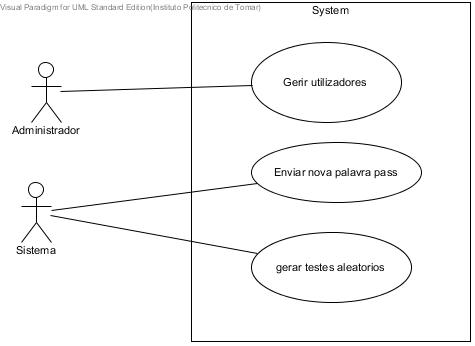 Visual Paradigm for UML Standard Edition(Instituto Politecnico de Tomar)
System
Gerir utilizadores
Administrador
Enviar nova palavra pass
Sistema
gerar testes aleatorios